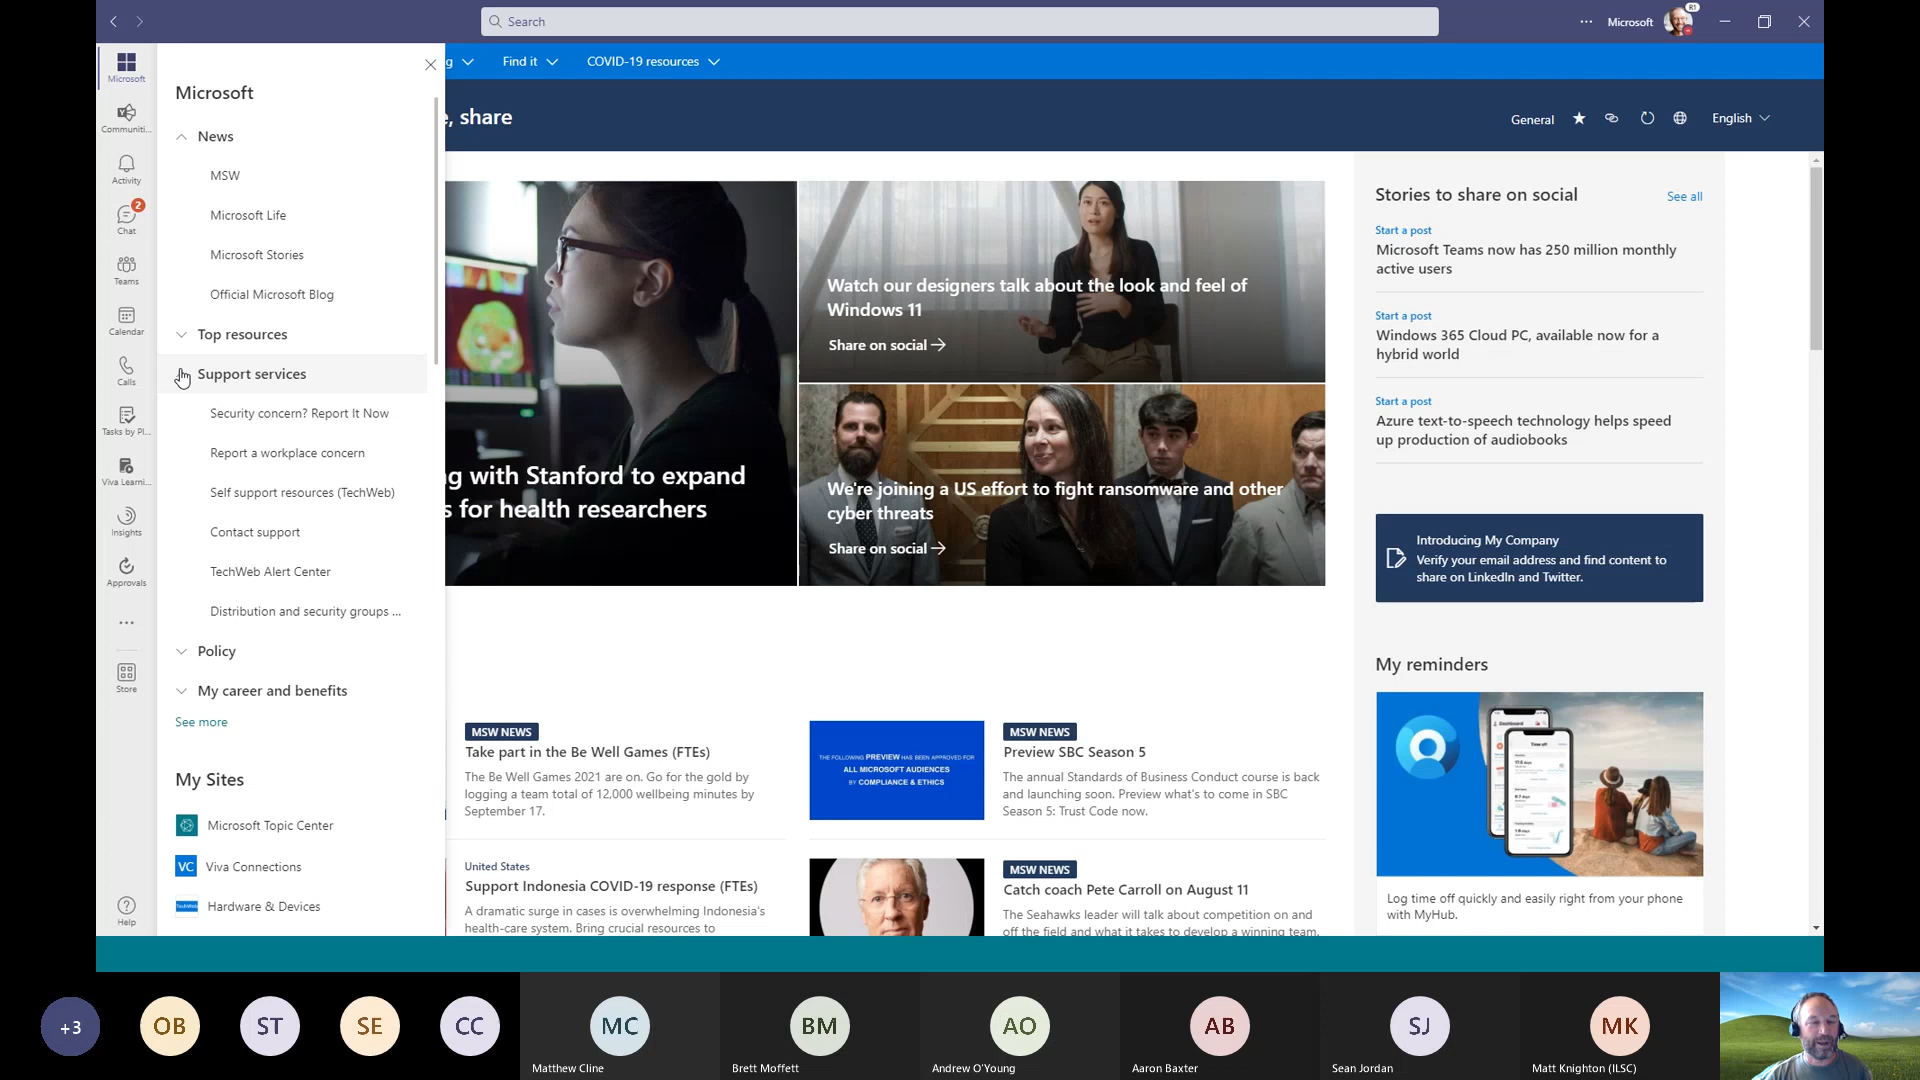 Search
Microsoft
R1
Microsoft
Communiti...
Activity
2
Chat
Teams
Calendar
Calls
Tasks by Pl...
Viva Learni...
Insights
Approvals
Store
Help
Microsoft
News
MSW
Microsoft Life
Microsoft Stories
Official Microsoft Blog
Top resources
Support services
Security concern? Report It Now
Report a workplace concern
Self support resources (TechWeb)
Contact support
TechWeb Alert Center
Distribution and security groups ...
Policy
My career and benefits
See more
My Sites
Microsoft Topic Center
VC Viva Connections
TechWeb Hardware & Devices
g
Find it
COVID-19 resources
, share
General
English
g with Stanford to expand
s for health researchers
Watch our designers talk about the look and feel of
Windows 11
Share on social
We're joining a US effort to fight ransomware and other
cyber threats
Share on social
Stories to share on social
See all
Start a post
Microsoft Teams now has 250 million monthly
active users
Start a post
Windows 365 Cloud PC, available now for a
hybrid world
Start a post
Azure text-to-speech technology helps speed
up production of audiobooks
Introducing My Company
Verify your email address and find content to
share on LinkedIn and Twitter.
My reminders
Dashboard
Time off
Log time off quickly and easily right from your phone
with MyHub.
MSW NEWS
Take part in the Be Well Games (FTEs)
The Be Well Games 2021 are on. Go for the gold by
logging a team total of 12,000 wellbeing minutes by
September 17.
THE FOLLOWING PREVIEW HAS BEEN APPROVED FOR
ALL MICROSOFT AUDIENCES
BY COMPLIANCE & ETHICS
MSW NEWS
Preview SBC Season 5
The annual Standards of Business Conduct course is back
and launching soon. Preview what's to come in SBC
Season 5: Trust Code now.
United States
Support Indonesia COVID-19 response (FTEs)
A dramatic surge in cases is overwhelming Indonesia's
health-care system. Bring crucial resources to
MSW NEWS
Catch coach Pete Carroll on August 11
The Seahawks leader will talk about competition on and
off the field and what it takes to develop a winning team.
+3
OB
ST
SE
CC
MC
Matthew Cline
BM
Brett Moffett
AO
Andrew O'Young
AB
Aaron Baxter
SJ
Sean Jordan
MK
Matt Knighton (ILSC)